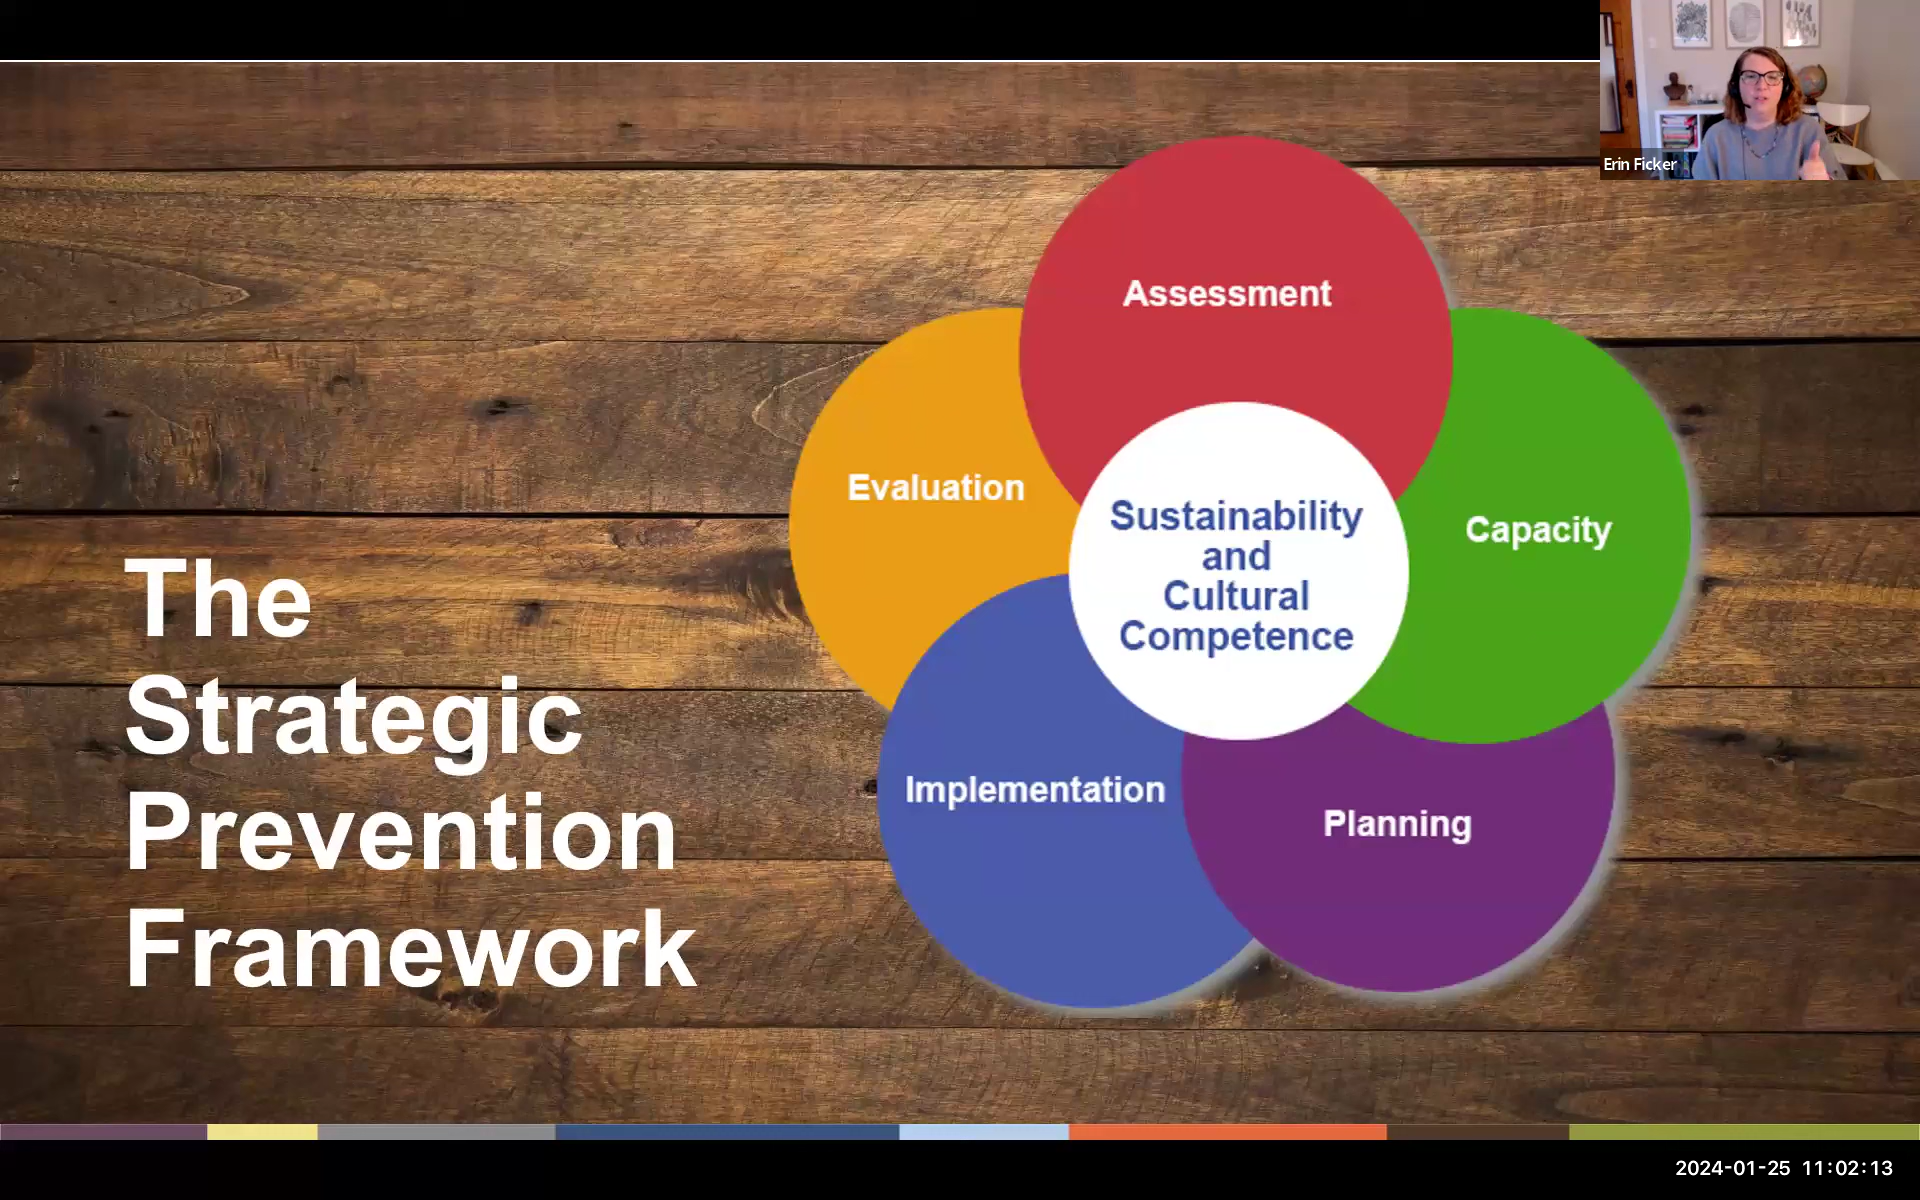 Erin Ficker
The
Strategic
Prevention
Framework
Assessment
Evaluation
Capacity
Sustainability
and
Cultural
Competence
Implementation
Planning
2024-01-25 11:02:13